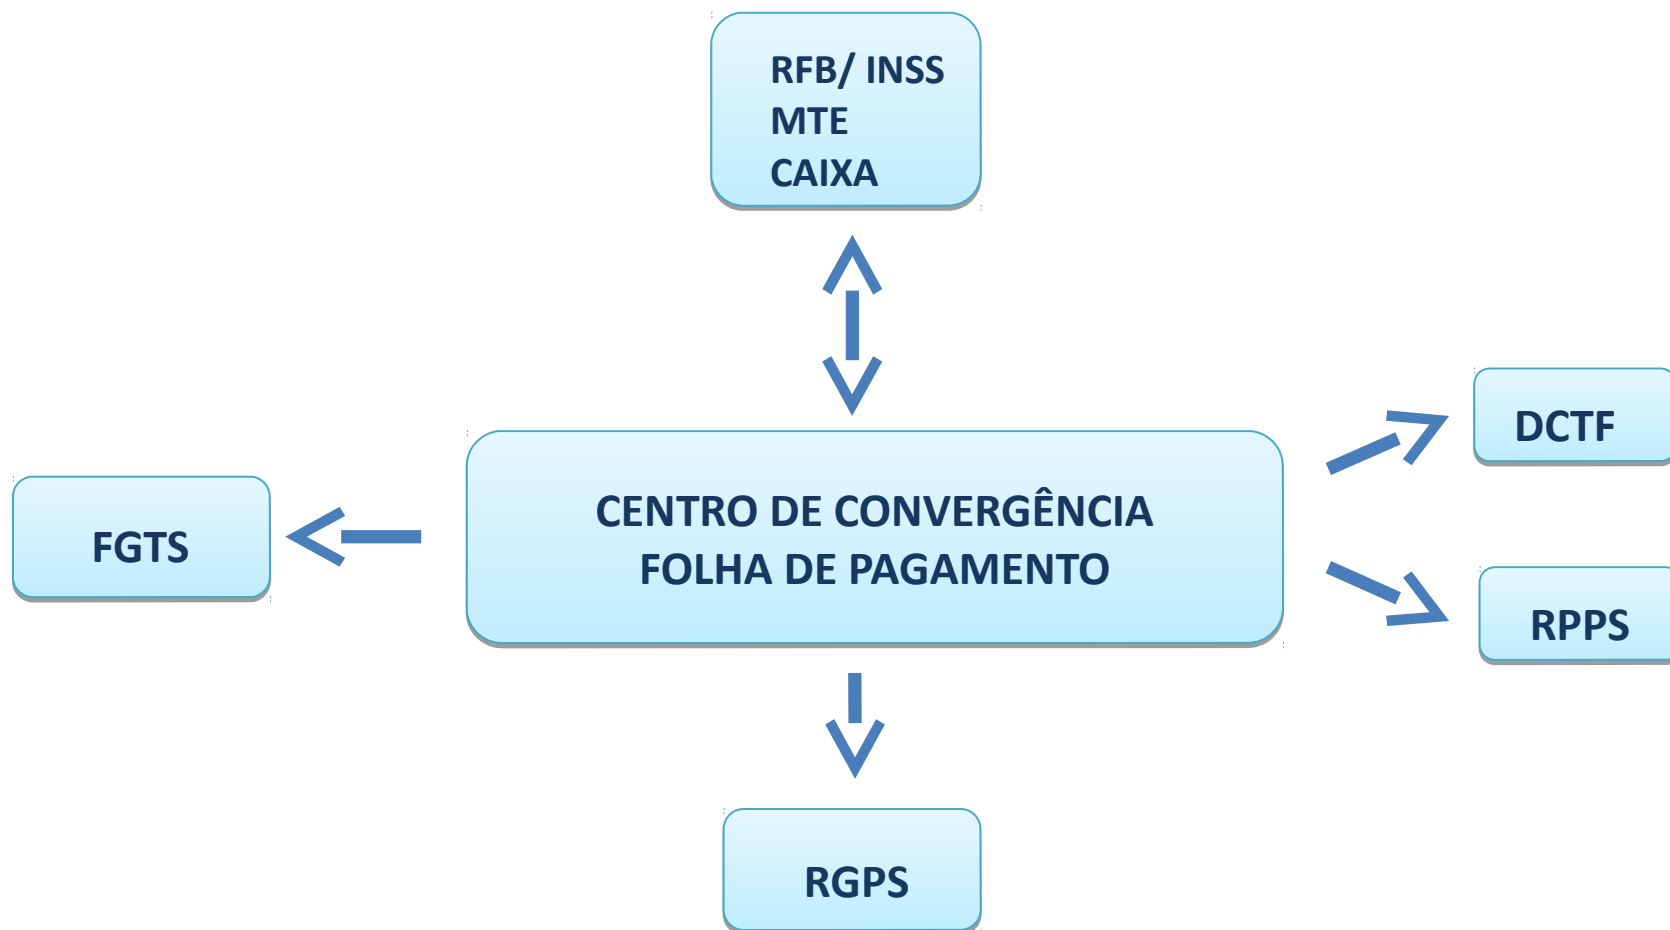 RFB/ INSS
MTE
CAIXA
DCTF
CENTRO DE CONVERGÊNCIA
FOLHA DE PAGAMENTO
FGTS
RPPS
RGPS